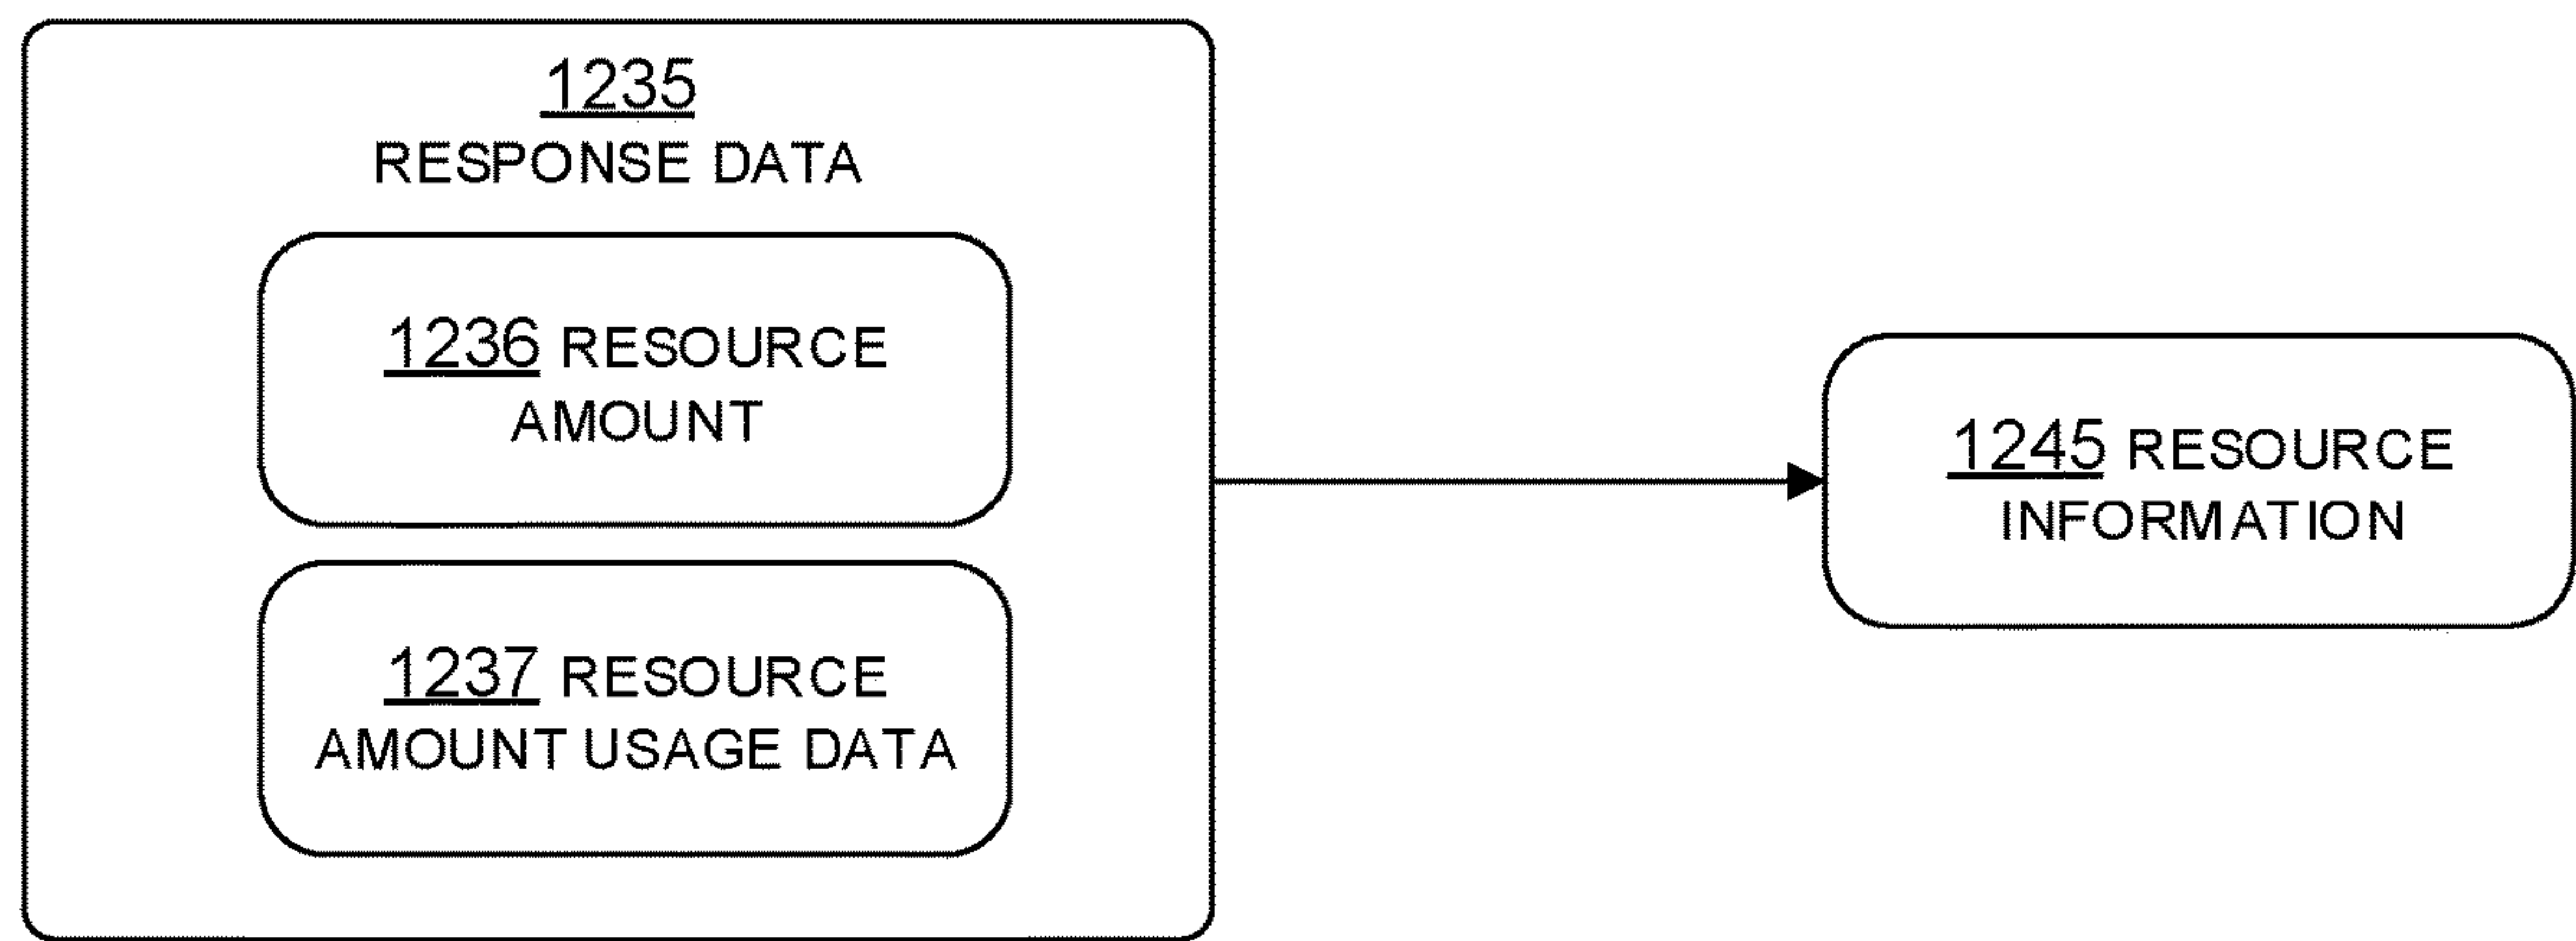 1235
RESPONSE DATA
1236 RESOURCE
AMOUNT
1237 RESOURCE
AMOUNT USAGE DATA
1245 RESOURCE
INFORMATION